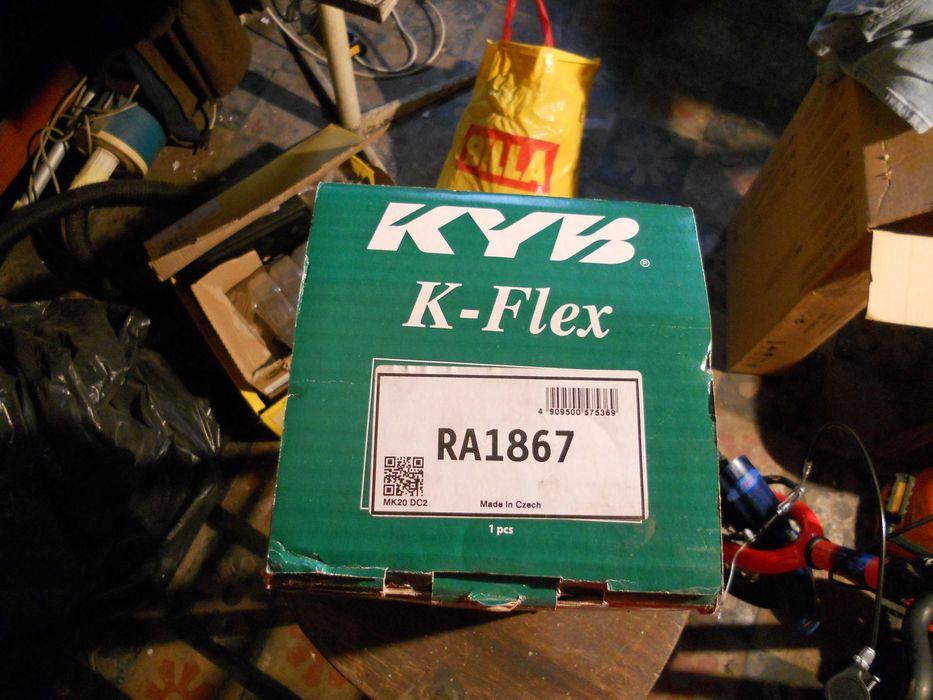 BILLA
KYB®
K-Flex
4 909500 575369
RA1867
MK20 DC2
Made in Czech
1 pcs